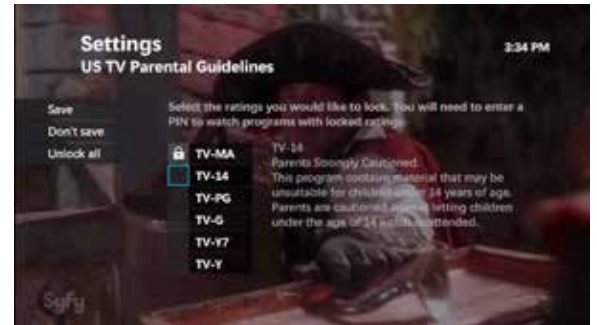 Settings
3:34 PM
US TV Parental Guidelines
Save
Don't save
Unlock all
Select the ratings you would like to lock. You will need to enter a
PIN to watch programs with locked ratings.
TV-MA
TV-14
TV-PG
TV-G
TV-Y7
TV-Y
TV-14
Parents Strongly Cautioned.
This program contains material that may be
unsuitable for children under 14 years of age.
Parents are cautioned against letting children
under the age of 14 watch unattended.
Syfy